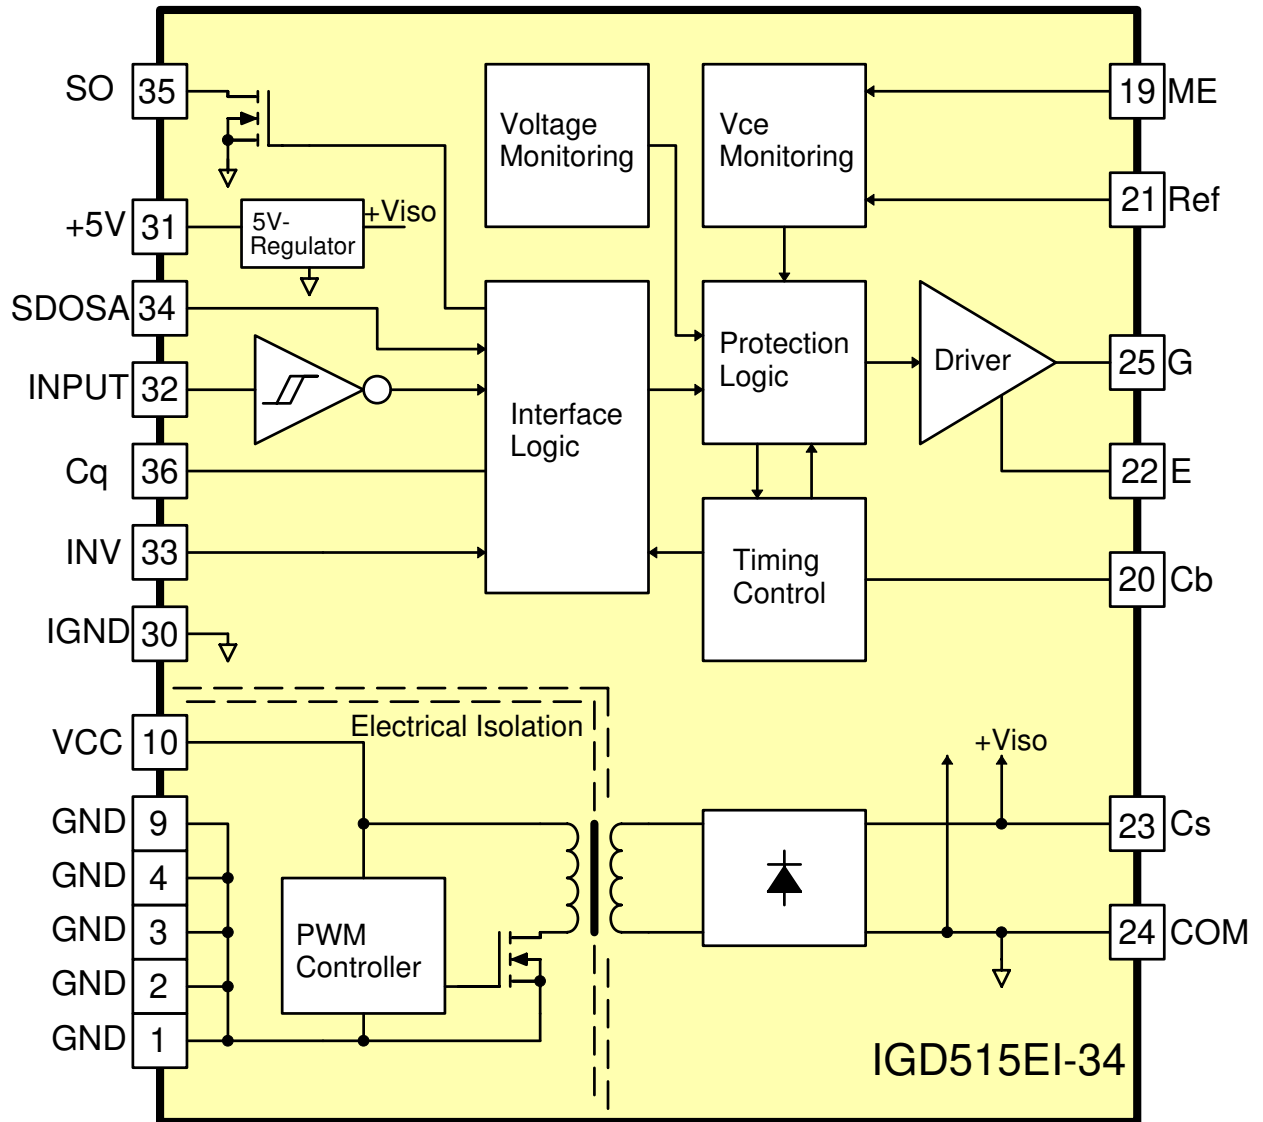 SO 35
+5V 31
SDOSA 34
INPUT 32
Cq 36
INV 33
IGND 30
VCC 10
GND 9
GND 4
GND 3
GND 2
GND 1
5V-
Regulator
+Viso
Voltage
Monitoring
Vce
Monitoring
Interface
Logic
Protection
Logic
Driver
Timing
Control
Electrical Isolation
PWM
Controller
+Viso
19 ME
21 Ref
25 G
22 E
20 Cb
23 Cs
24 COM
IGD515EI-34